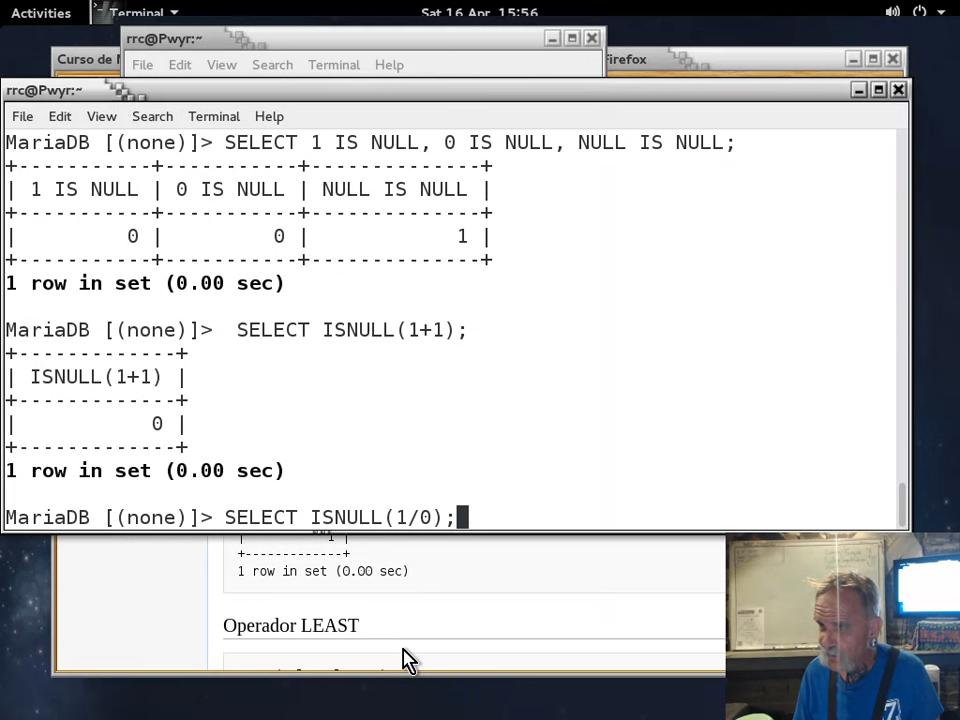 Activities Terminal Sat 16 Apr, 15:56
rrc@Pwyr:~
File Edit View Search Terminal Help
Curso de
Firefox
rrc@Pwyr:~
File Edit View Search Terminal Help
MariaDB [(none)]> SELECT 1 IS NULL, 0 IS NULL, NULL IS NULL;
+-----------+-----------+--------------+
| 1 IS NULL | 0 IS NULL | NULL IS NULL |
+-----------+-----------+--------------+
|         0 |         0 |            1 |
+-----------+-----------+--------------+
1 row in set (0.00 sec)
MariaDB [(none)]>  SELECT ISNULL(1+1);
+-------------+
| ISNULL(1+1) |
+-------------+
|           0 |
+-------------+
1 row in set (0.00 sec)
MariaDB [(none)]> SELECT ISNULL(1/0);
+-------------+
1 row in set (0.00 sec)
Operador LEAST